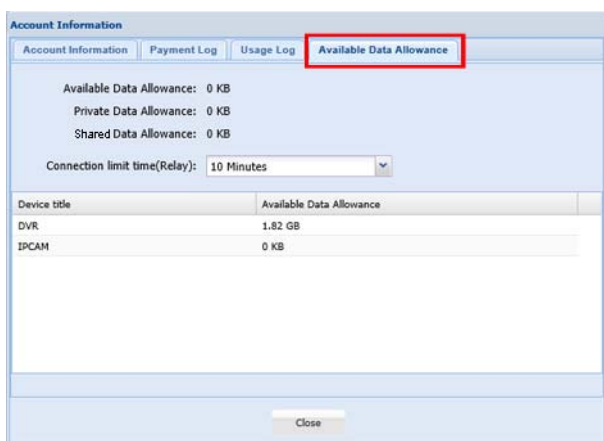 Account Information
Account Information Payment Log Usage Log Available Data Allowance
Available Data Allowance: 0 KB
Private Data Allowance: 0 KB
Shared Data Allowance: 0 KB
Connection limit time(Relay): 10 Minutes
Device title Available Data Allowance
DVR 1.82 GB
IPCAM 0 KB
Close